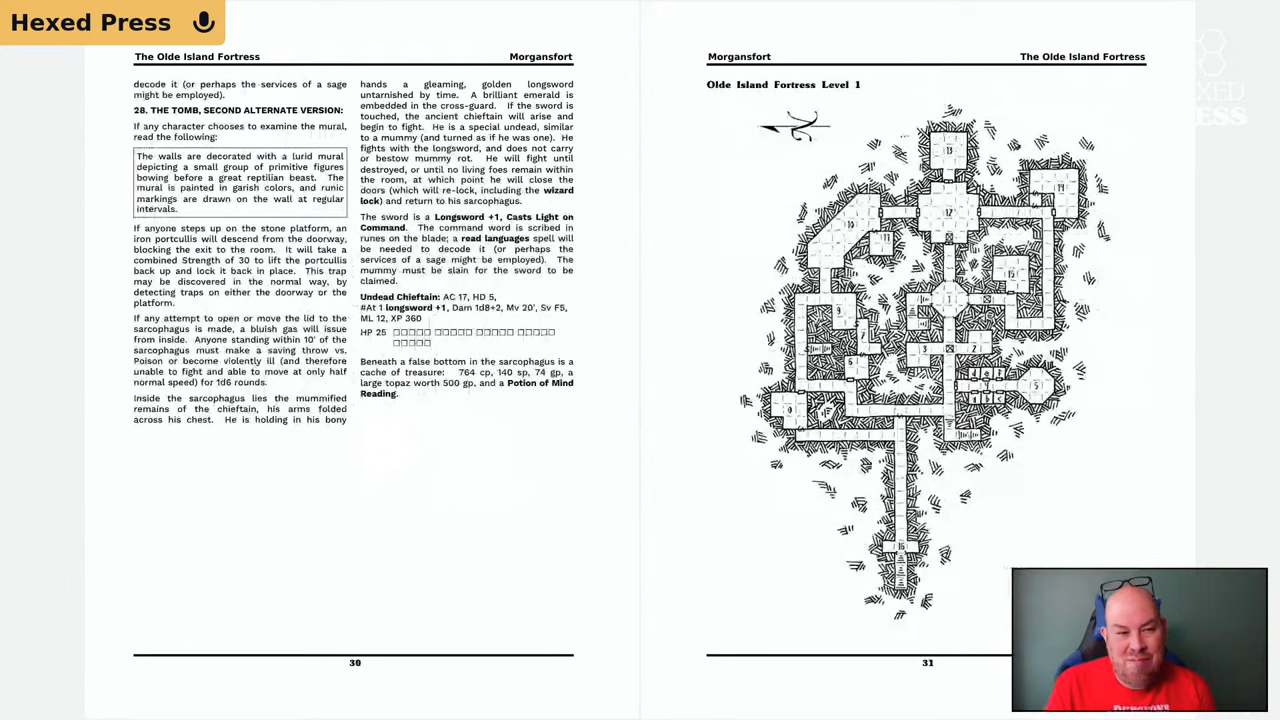 Hexed Press
The Olde Island Fortress
Morgansfort
decode it (or perhaps the services of a sage
might be employed).
28. THE TOMB, SECOND ALTERNATE VERSION:
If any character chooses to examine the mural,
read the following:
The walls are decorated with a lurid mural
depicting a small group of primitive figures
bowing before a great reptilian beast. The
mural is painted in garish colors, and runic
markings are drawn on the wall at regular
intervals.
If anyone steps up on the stone platform, an
iron portcullis will descend from the doorway,
blocking the exit to the room. It will take a
combined Strength of 30 to lift the portcullis
back up and lock it back in place. This trap
may be discovered in the normal way, by
detecting traps on either the doorway or the
platform.
If any attempt to open or move the lid to the
sarcophagus is made, a bluish gas will issue
from inside. Anyone standing within 10' of the
sarcophagus must make a saving throw vs.
Poison or become violently ill (and therefore
unable to fight and able to move at only half
normal speed) for 1d6 rounds.
Inside the sarcophagus lies the mummified
remains of the chieftain, his arms folded
across his chest. He is holding in his bony
hands a gleaming, golden longsword
untarnished by time. A brilliant emerald is
embedded in the cross-guard. If the sword is
touched, the ancient chieftain will arise and
begin to fight. He is a special undead, similar
to a mummy (and turned as if he was one). He
fights with the longsword, and does not carry
or bestow mummy rot. He will fight until
destroyed, or until no living foes remain within
the room, at which point he will close the
doors (which will re-lock, including the wizard
lock) and return to his sarcophagus.
The sword is a Longsword +1, Casts Light on
Command. The command word is scribed in
runes on the blade; a read languages spell will
be needed to decode it (or perhaps the
services of a sage might be employed). The
mummy must be slain for the sword to be
claimed.
Undead Chieftain: AC 17, HD 5,
#At 1 longsword +1, Dam 1d8+2, Mv 20', Sv F5,
ML 12, XP 360
HP 25 □□□□□ □□□□□ □□□□□ □□□□□
□□□□□
Beneath a false bottom in the sarcophagus is a
cache of treasure: 764 cp, 140 sp, 74 gp, a
large topaz worth 500 gp, and a Potion of Mind
Reading.
30
Morgansfort
The Olde Island Fortress
Olde Island Fortress Level 1
13
14
12
10
11
15
1
9
7
3
2
6
5
8
16
31